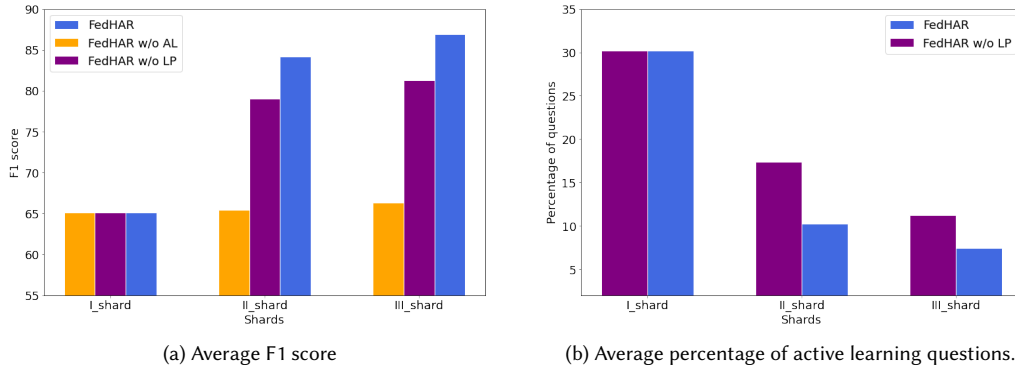 90
85
80
75
70
65
60
55
F1 score
FedHAR
FedHAR w/o AL
FedHAR w/o LP
I_shard
II_shard
III_shard
Shards
(a) Average F1 score
35
30
25
20
15
10
5
Percentage of questions
FedHAR
FedHAR w/o LP
I_shard
II_shard
III_shard
Shards
(b) Average percentage of active learning questions.